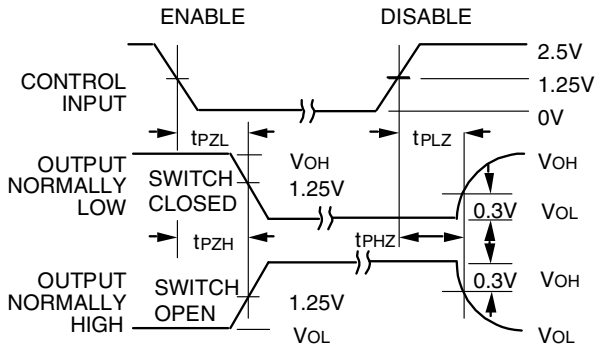 ENABLE DISABLE
2.5V
1.25V
0V
CONTROL
INPUT
tPZL tPLZ
OUTPUT
NORMALLY
LOW
SWITCH
CLOSED
VOH
1.25V
VOH
0.3V VOL
tPZH tPHZ
OUTPUT
NORMALLY
HIGH
SWITCH
OPEN
1.25V
VOL
0.3V VOH
VOL